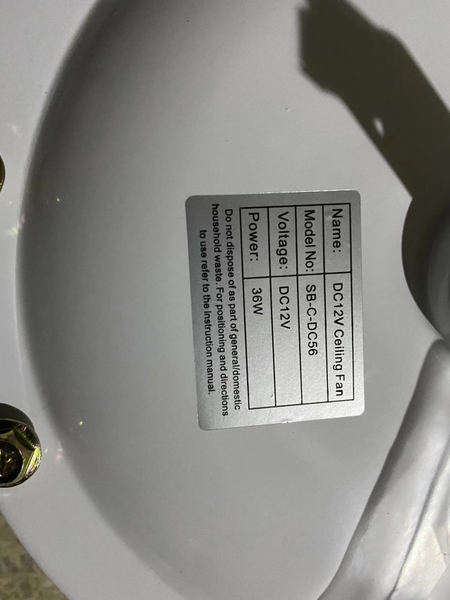 Name: DC12V Ceiling Fan
Model No: SB-C-DC56
Voltage: DC12V
Power: 36W
Do not dispose of as part of general/domestic
household waste. For positioning and directions
to use refer to the instruction manual.